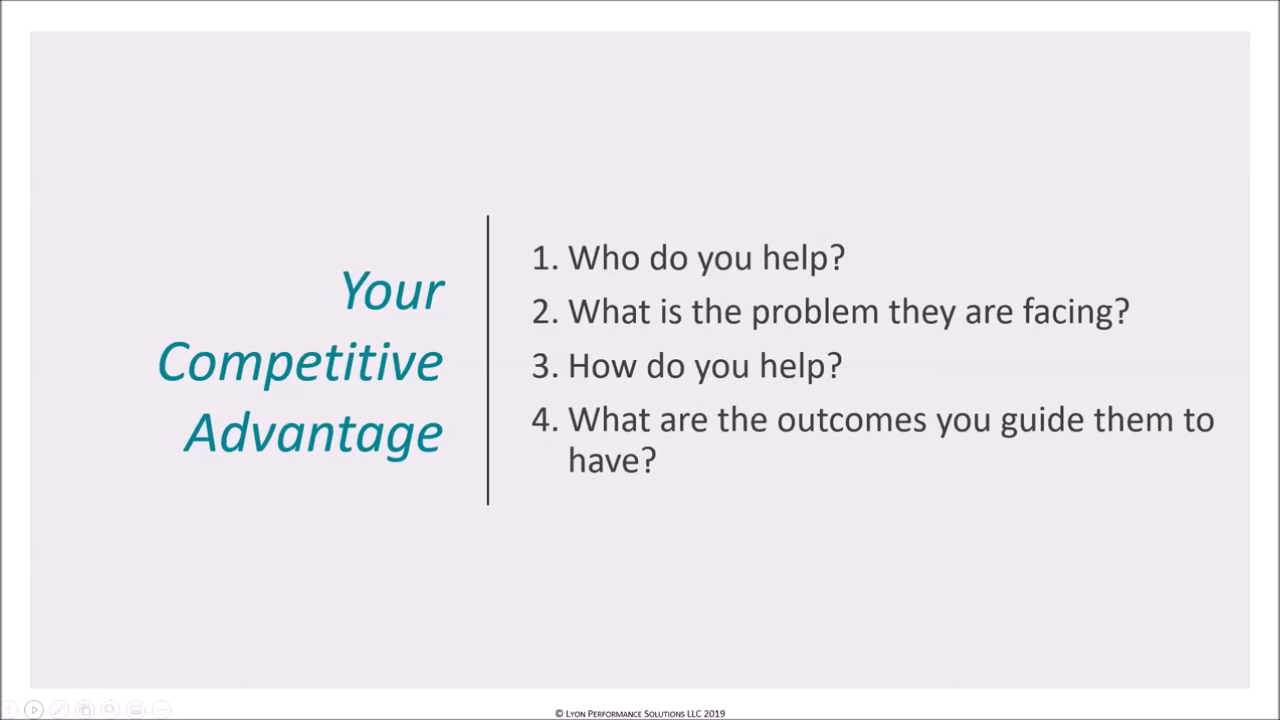 Your
Competitive
Advantage
1. Who do you help?
2. What is the problem they are facing?
3. How do you help?
4. What are the outcomes you guide them to
have?
© Lyon Performance Solutions LLC 2019